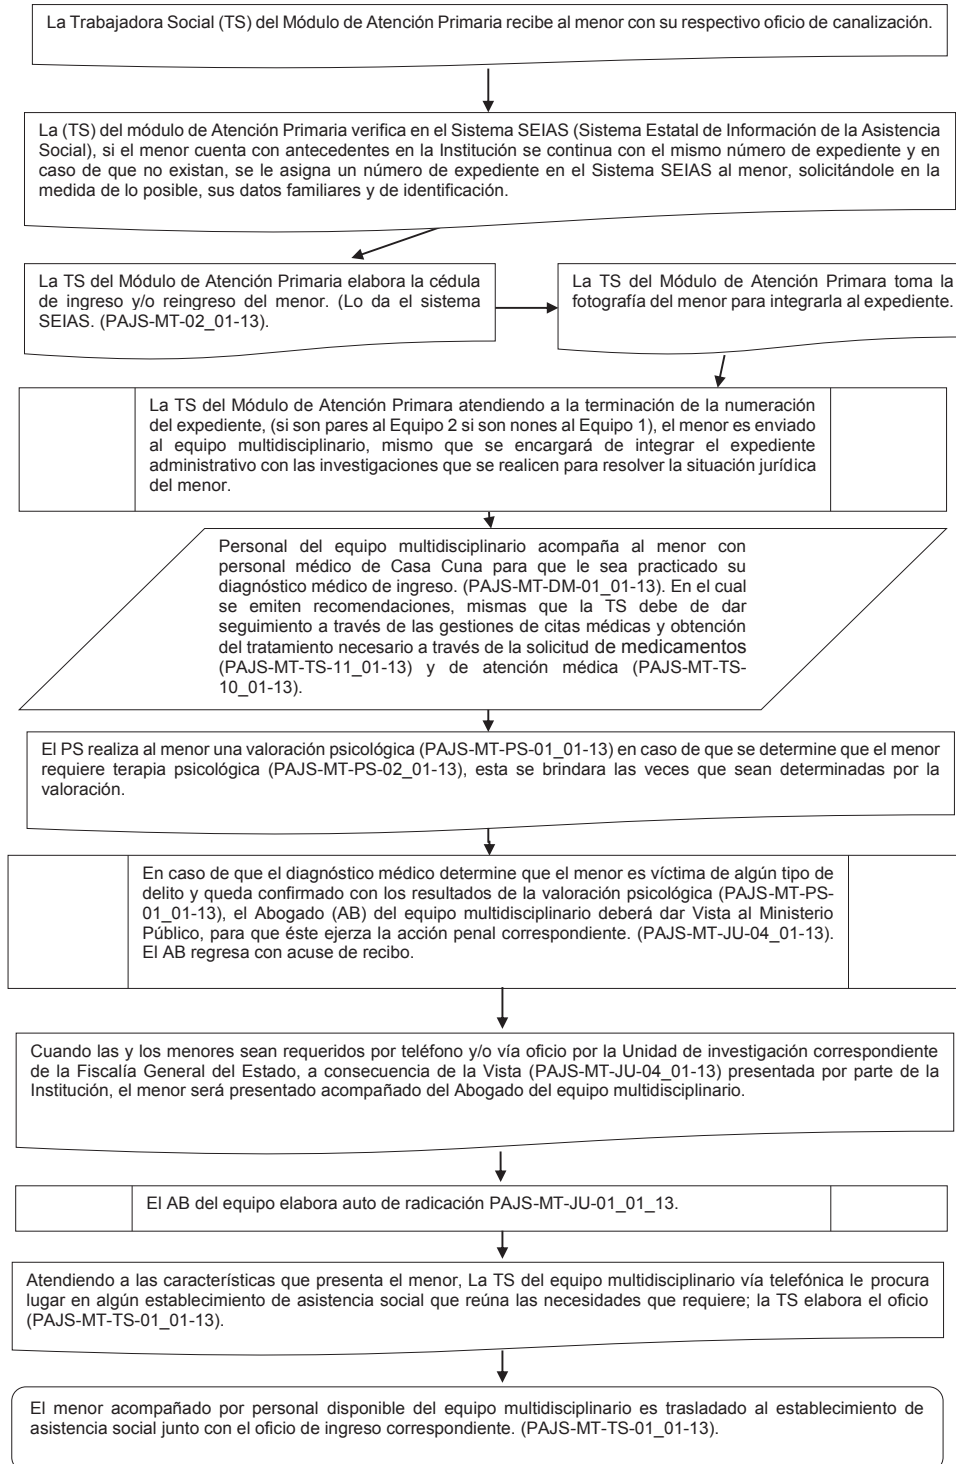 La Trabajadora Social (TS) del Módulo de Atención Primaria recibe al menor con su respectivo oficio de canalización.
La (TS) del módulo de Atención Primaria verifica en el Sistema SEIAS (Sistema Estatal de Información de la Asistencia
Social), si el menor cuenta con antecedentes en la Institución se continua con el mismo número de expediente y en
caso de que no existan, se le asigna un número de expediente en el Sistema SEIAS al menor, solicitándole en la
medida de lo posible, sus datos familiares y de identificación.
La TS del Módulo de Atención Primaria elabora la cédula
de ingreso y/o reingreso del menor. (Lo da el sistema
SEIAS. (PAJS-MT-02_01-13).
La TS del Módulo de Atención Primara toma la
fotografía del menor para integrarla al expediente.
La TS del Módulo de Atención Primara atendiendo a la terminación de la numeración
del expediente, (si son pares al Equipo 2 si son nones al Equipo 1), el menor es enviado
al equipo multidisciplinario, mismo que se encargará de integrar el expediente
administrativo con las investigaciones que se realicen para resolver la situación jurídica
del menor.
Personal del equipo multidisciplinario acompaña al menor con
personal médico de Casa Cuna para que le sea practicado su
diagnóstico médico de ingreso. (PAJS-MT-DM-01_01-13). En el cual
se emiten recomendaciones, mismas que la TS debe de dar
seguimiento a través de las gestiones de citas médicas y obtención
del tratamiento necesario a través de la solicitud de medicamentos
(PAJS-MT-TS-11_01-13) y de atención médica (PAJS-MT-TS-
10_01-13).
El PS realiza al menor una valoración psicológica (PAJS-MT-PS-01_01-13) en caso de que se determine que el menor
requiere terapia psicológica (PAJS-MT-PS-02_01-13), esta se brindara las veces que sean determinadas por la
valoración.
En caso de que el diagnóstico médico determine que el menor es víctima de algún tipo de
delito y queda confirmado con los resultados de la valoración psicológica (PAJS-MT-PS-
01_01-13), el Abogado (AB) del equipo multidisciplinario deberá dar Vista al Ministerio
Público, para que éste ejerza la acción penal correspondiente. (PAJS-MT-JU-04_01-13).
El AB regresa con acuse de recibo.
Cuando las y los menores sean requeridos por teléfono y/o vía oficio por la Unidad de investigación correspondiente
de la Fiscalía General del Estado, a consecuencia de la Vista (PAJS-MT-JU-04_01-13) presentada por parte de la
Institución, el menor será presentado acompañado del Abogado del equipo multidisciplinario.
El AB del equipo elabora auto de radicación PAJS-MT-JU-01_01_13.
Atendiendo a las características que presenta el menor, La TS del equipo multidisciplinario vía telefónica le procura
lugar en algún establecimiento de asistencia social que reúna las necesidades que requiere; la TS elabora el oficio
(PAJS-MT-TS-01_01-13).
El menor acompañado por personal disponible del equipo multidisciplinario es trasladado al establecimiento de
asistencia social junto con el oficio de ingreso correspondiente. (PAJS-MT-TS-01_01-13).